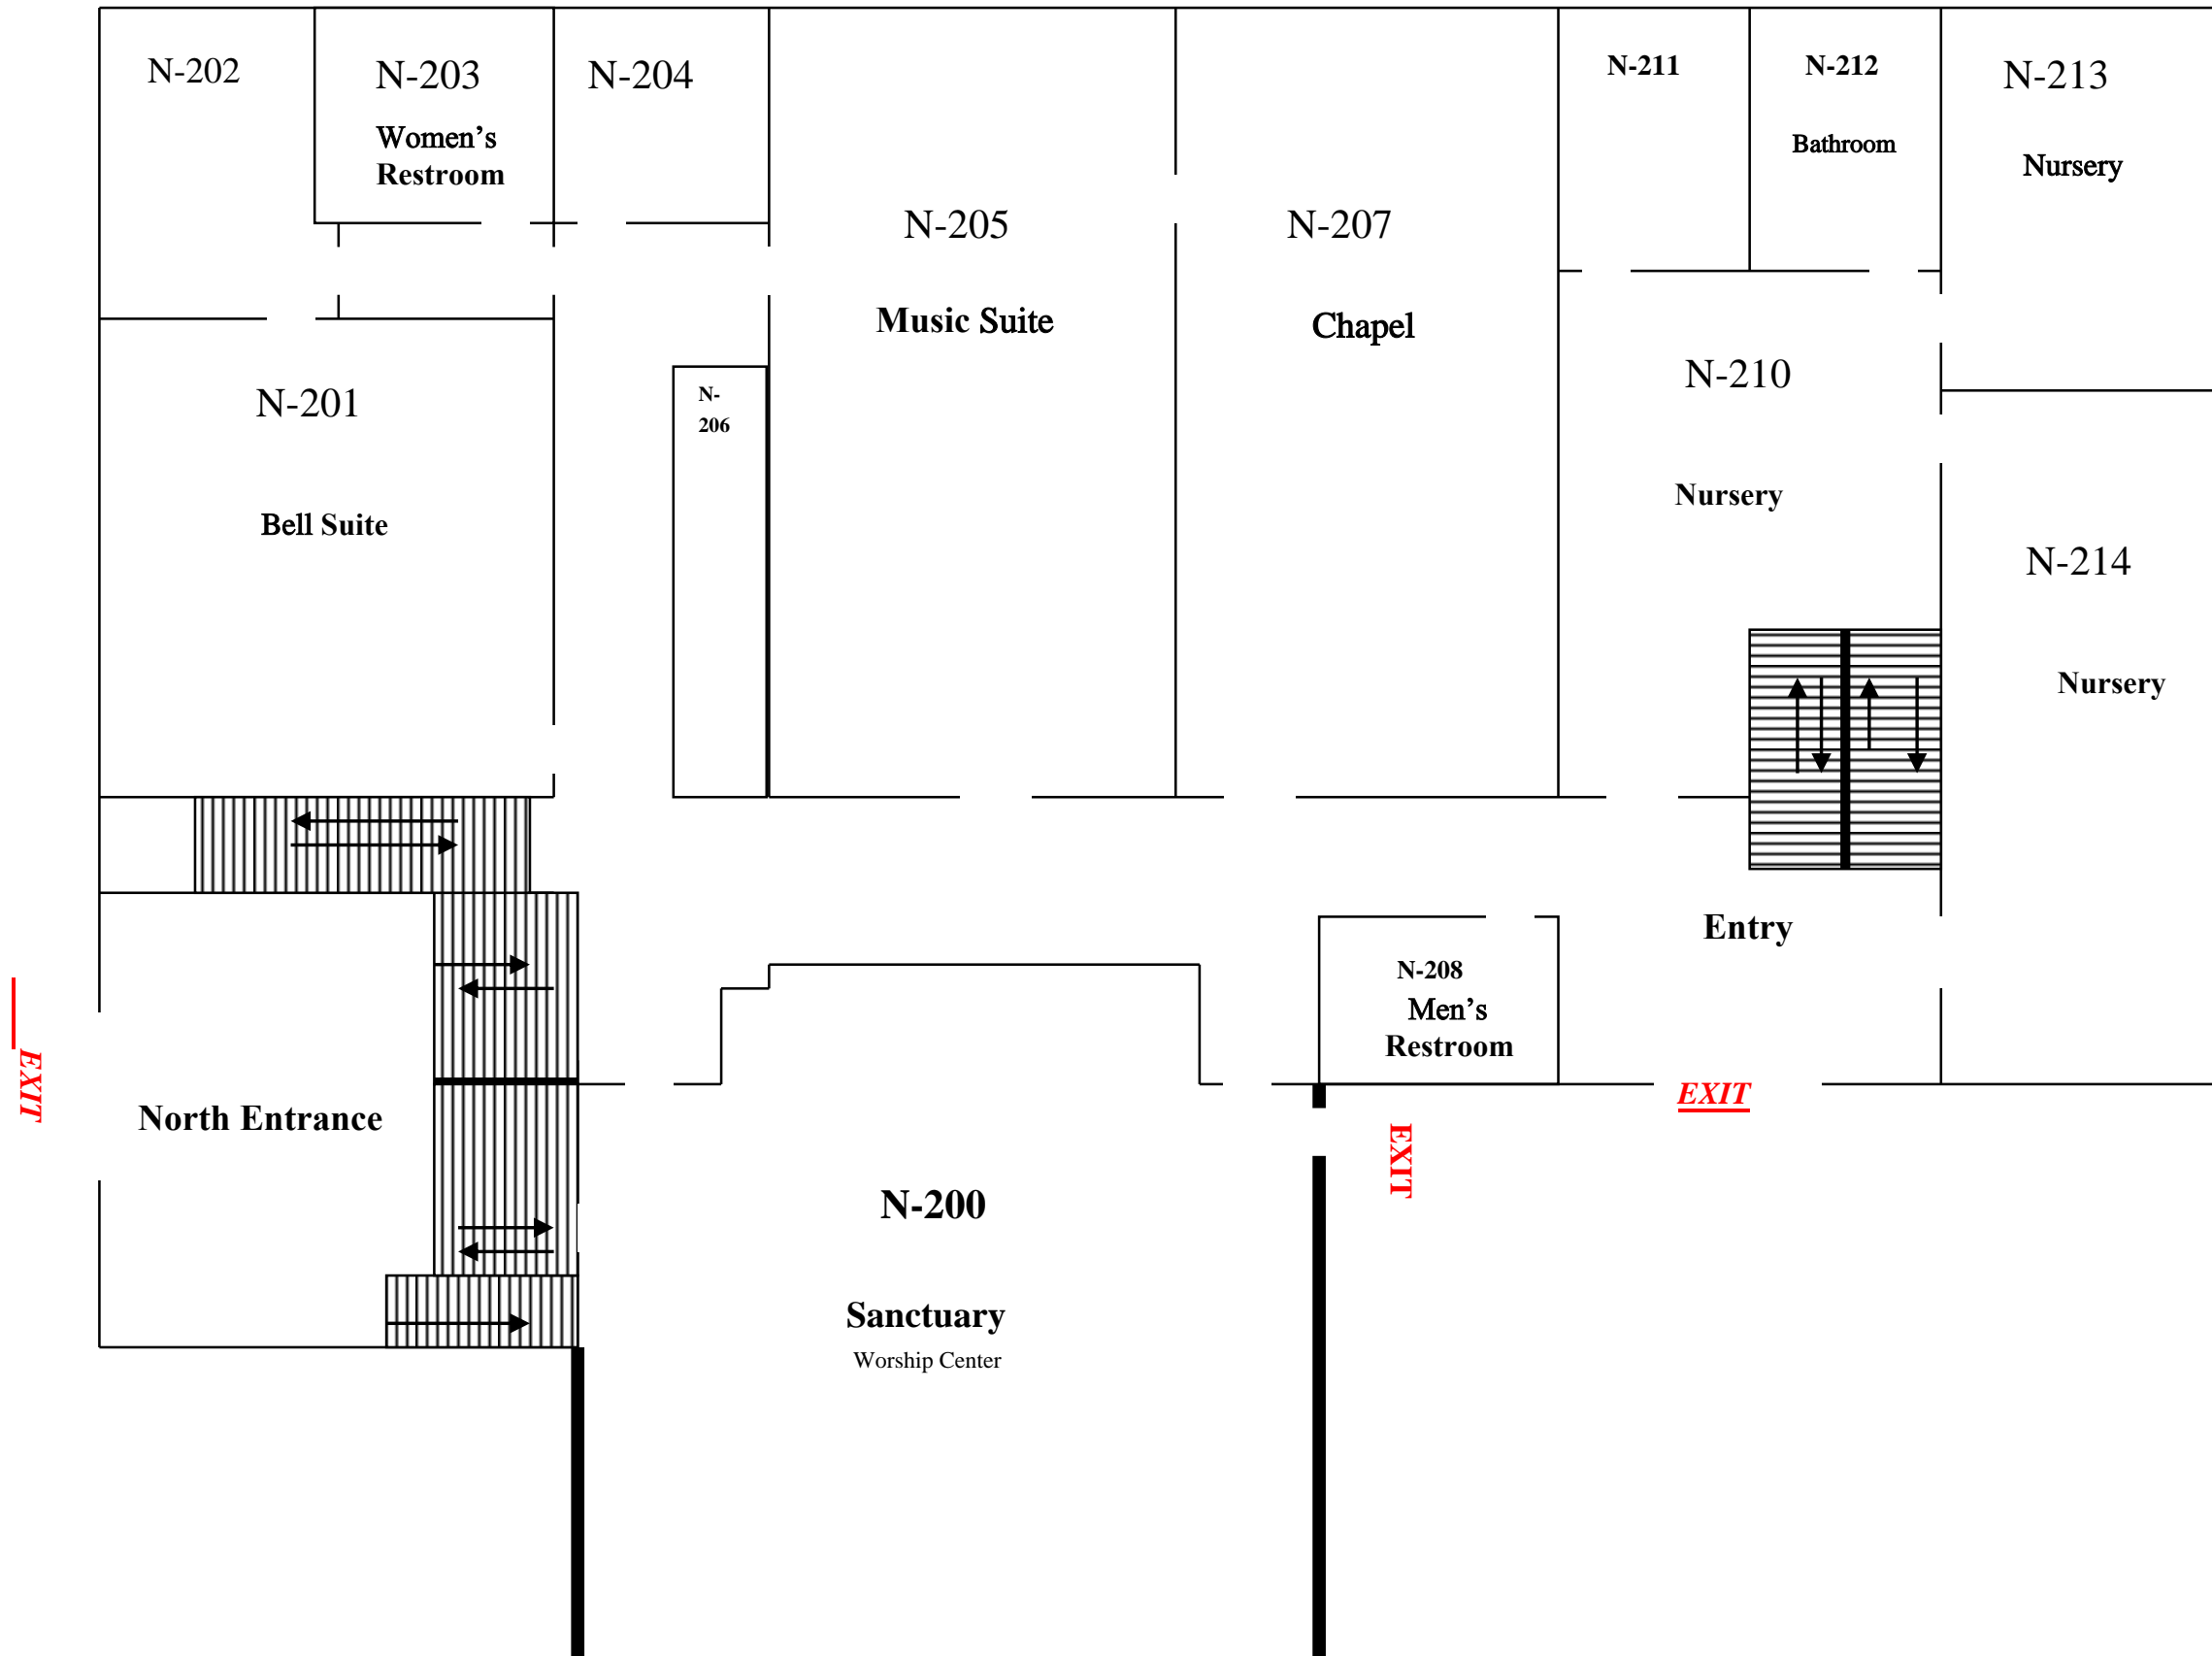 N-202
N-203
Women's
Restroom
N-204
N-205
Music Suite
N-207
Chapel
N-211
N-212
Bathroom
N-213
Nursery
N-201
Bell Suite
N-
206
N-210
Nursery
N-214
Nursery
Entry
N-208
Men's
Restroom
EXIT
North Entrance
EXIT
EXIT
N-200
Sanctuary
Worship Center